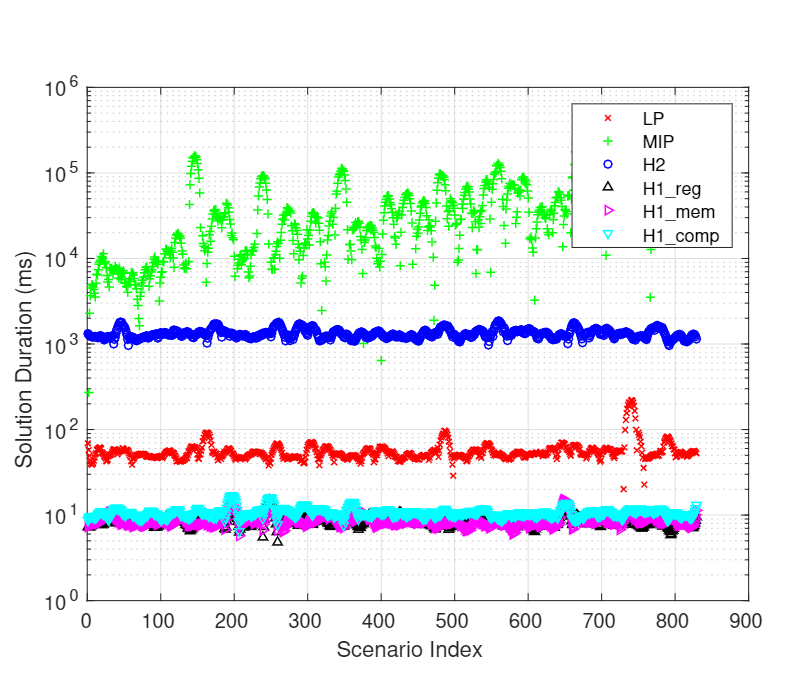 10^6
10^5
10^4
10^3
10^2
10^1
10^0
Solution Duration (ms)
LP
MIP
H2
H1_reg
H1_mem
H1_comp
0 100 200 300 400 500 600 700 800 900
Scenario Index